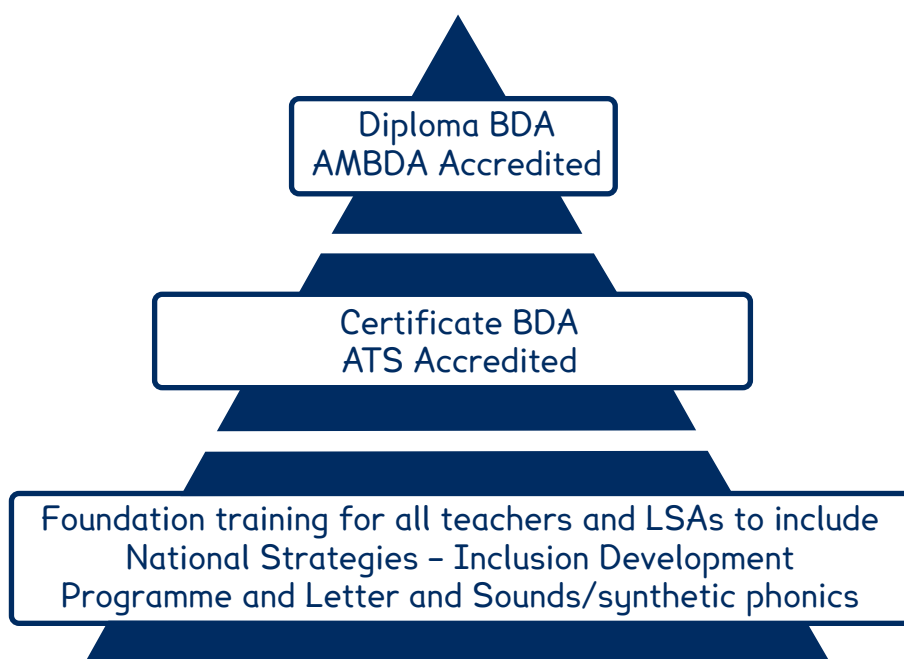 Diploma BDA
AMBDA Accredited
Certificate BDA
ATS Accredited
Foundation training for all teachers and LSAs to include
National Strategies – Inclusion Development
Programme and Letter and Sounds/synthetic phonics